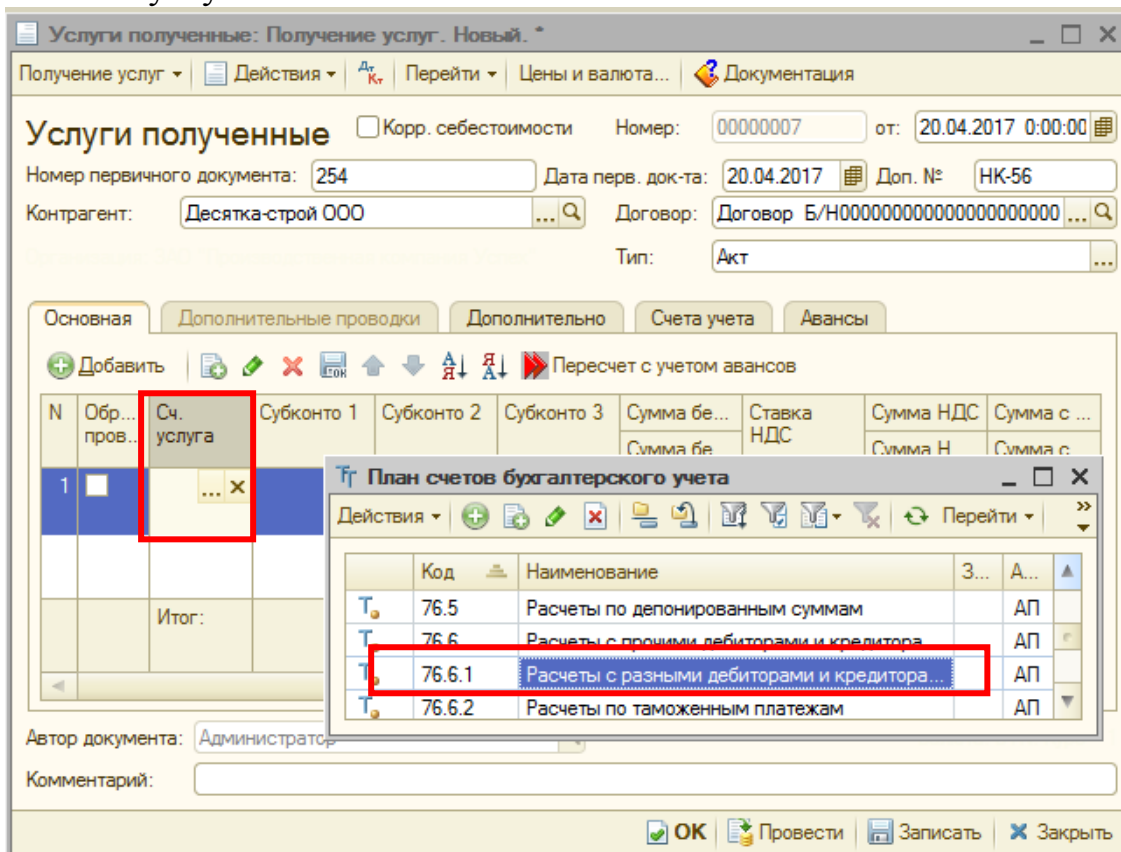 Услуги полученные: Получение услуг. Новый. *
Получение услуг Действия Дт Кт Перейти Цены и валюта... Документация
Услуги полученные Корр. себестоимости Номер: 00000007 от: 20.04.2017 0:00:00
Номер первичного документа: 254 Дата перв. док-та: 20.04.2017 Доп. № НК-56
Контрагент: Десятка-строй ООО ... Договор: Договор Б/Н00000000000000000000 ...
Тип: Акт ...
Основная Дополнительные проводки Дополнительно Счета учета Авансы
Добавить Пересчет с учетом авансов
N Обр... Сч. Субконто 1 Субконто 2 Субконто 3 Сумма бе... Ставка Сумма НДС Сумма с ...
пров... услуга Сумма бе НДС Сумма Н Сумма с
1 ... x
Итог:
План счетов бухгалтерского учета
Действия Перейти »
Код Наименование З... А...
76.5 Расчеты по депонированным суммам АП
76.6 Расчеты с прочими дебиторами и кредитора... АП
76.6.1 Расчеты с разными дебиторами и кредитора... АП
76.6.2 Расчеты по таможенным платежам АП
Автор документа: Администратор
Комментарий:
OK Провести Записать Закрыть